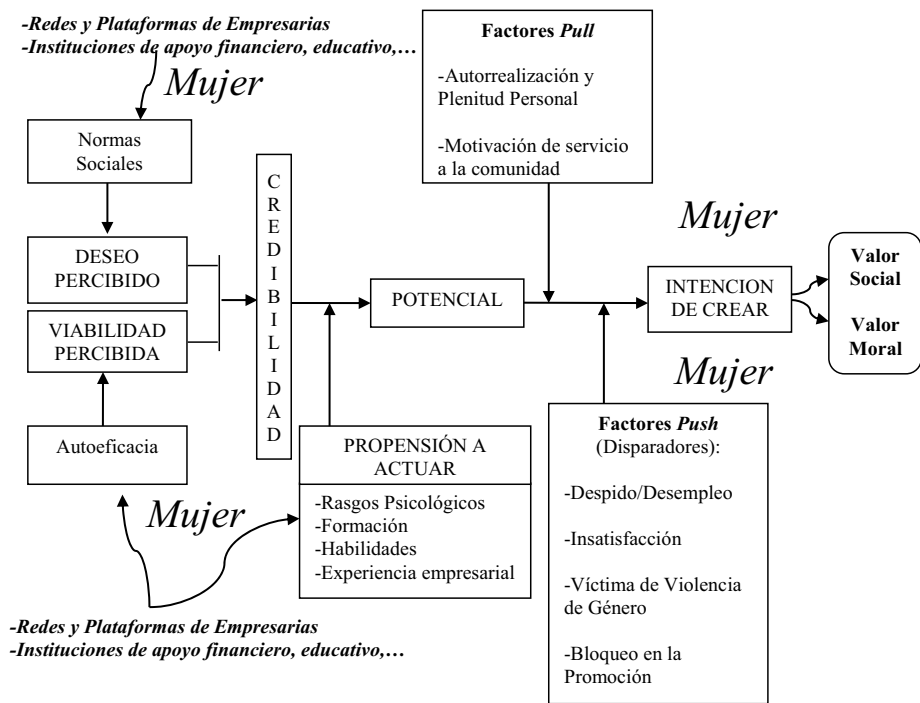 -Redes y Plataformas de Empresarias
-Instituciones de apoyo financiero, educativo,…
Mujer
Normas
Sociales
DESEO
PERCIBIDO
VIABILIDAD
PERCIBIDA
Autoeficacia
Mujer
-Redes y Plataformas de Empresarias
-Instituciones de apoyo financiero, educativo,…
C
R
E
D
I
B
I
L
I
D
A
D
PROPENSIÓN A
ACTUAR
-Rasgos Psicológicos
-Formación
-Habilidades
-Experiencia empresarial
POTENCIAL
Factores Pull
-Autorrealización y
Plenitud Personal
-Motivación de servicio
a la comunidad
Factores Push
(Disparadores):
-Despido/Desempleo
-Insatisfacción
-Víctima de Violencia
de Género
-Bloqueo en la
Promoción
Mujer
INTENCION
DE CREAR
Mujer
Valor
Social
Valor
Moral